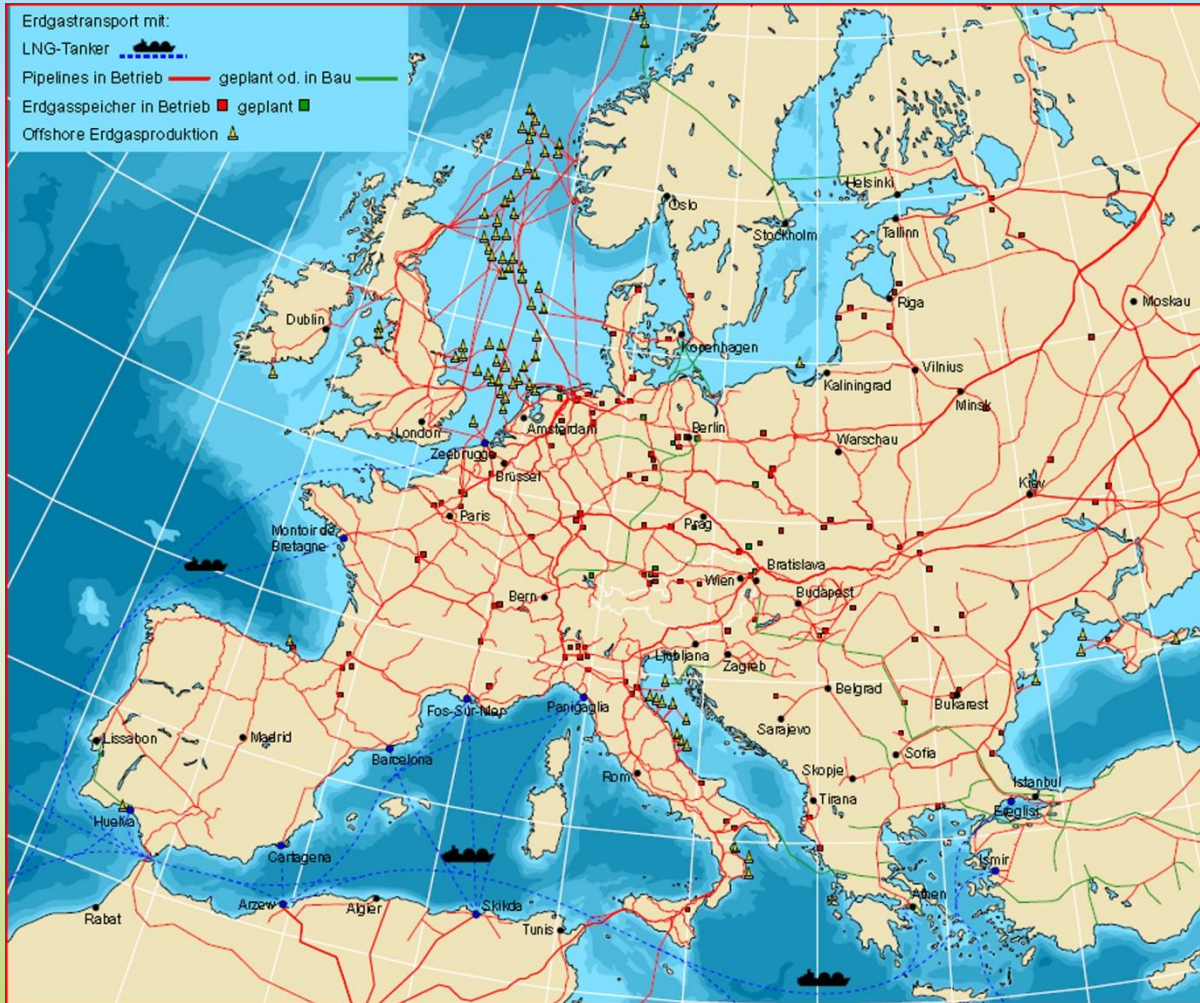 Erdgastransport mit:
LNG-Tanker
Pipelines in Betrieb geplant od. in Bau
Erdgasspeicher in Betrieb geplant
Offshore Erdgasproduktion
Helsinki
Oslo
Stockholm
Tallinn
Riga
Moskau
Dublin
Kopenhagen
Vilnius
Kaliningrad
Minsk
London
Amsterdam
Berlin
Warschau
Zeebrugge
Brüssel
Kiev
Paris
Prag
Montoir de
Bretagne
Bratislava
Wien
Bern
Budapest
Ljubljana
Zagreb
Belgrad
Bukarest
Fos-Sur-Mer
Panigaglia
Sarajevo
Lissabon
Madrid
Barcelona
Sofia
Rom
Skopje
Istanbul
Tirana
Ereglisi
Huelva
Cartagena
Ismir
Athen
Rabat
Arzew
Algier
Skikda
Tunis